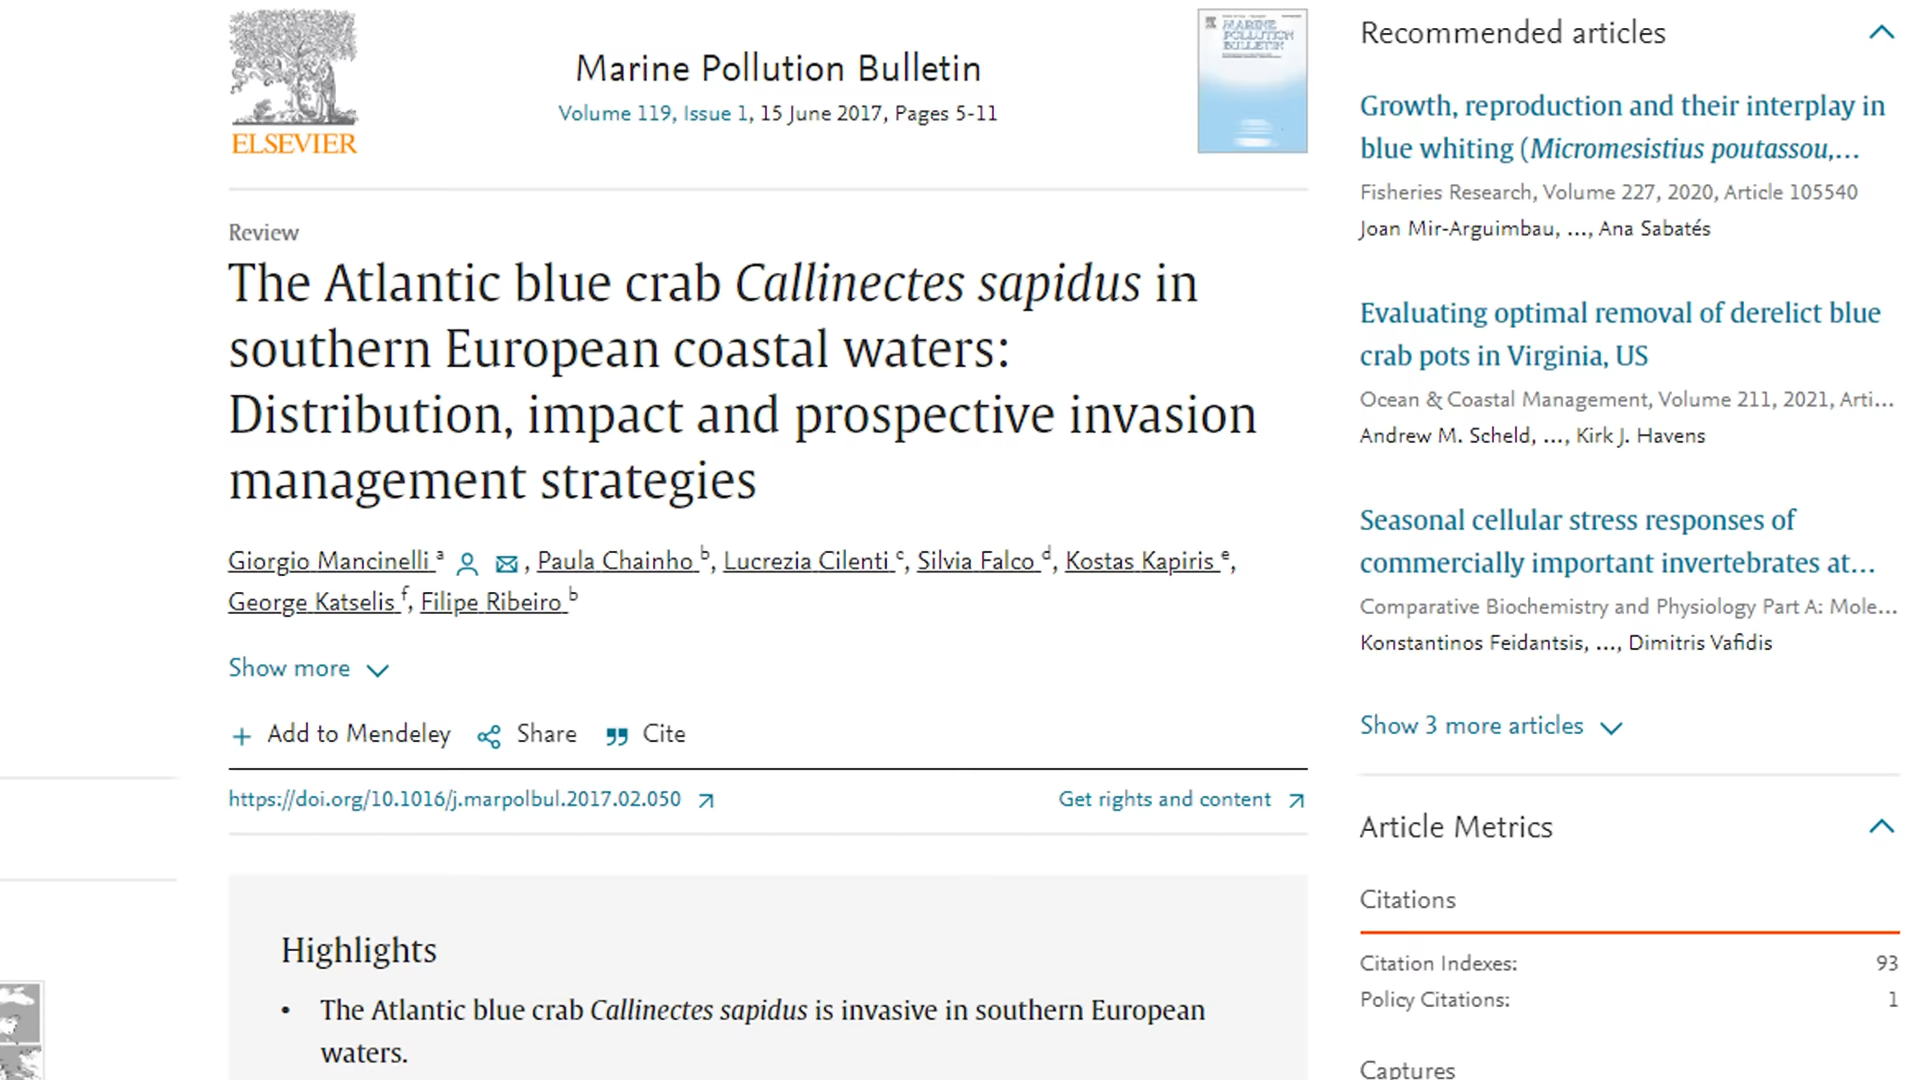 ELSEVIER
Marine Pollution Bulletin
Volume 119, Issue 1, 15 June 2017, Pages 5-11
MARINE
POLLUTION
BULLETIN
Review
The Atlantic blue crab Callinectes sapidus in
southern European coastal waters:
Distribution, impact and prospective invasion
management strategies
Giorgio Mancinelli a, Paula Chainho b, Lucrezia Cilenti c, Silvia Falco d, Kostas Kapiris e,
George Katselis f, Filipe Ribeiro b
Show more
+ Add to Mendeley Share Cite
https://doi.org/10.1016/j.marpolbul.2017.02.050 Get rights and content
Highlights
• The Atlantic blue crab Callinectes sapidus is invasive in southern European
waters.
Recommended articles
Growth, reproduction and their interplay in
blue whiting (Micromesistius poutassou,...
Fisheries Research, Volume 227, 2020, Article 105540
Joan Mir-Arguimbau, ..., Ana Sabatés
Evaluating optimal removal of derelict blue
crab pots in Virginia, US
Ocean & Coastal Management, Volume 211, 2021, Arti...
Andrew M. Scheld, ..., Kirk J. Havens
Seasonal cellular stress responses of
commercially important invertebrates at...
Comparative Biochemistry and Physiology Part A: Mole...
Konstantinos Feidantsis, ..., Dimitris Vafidis
Show 3 more articles
Article Metrics
Citations
Citation Indexes: 93
Policy Citations: 1
Captures